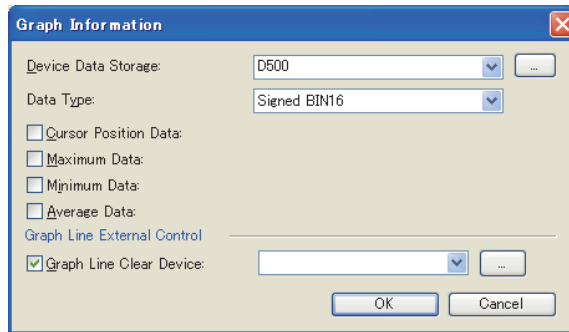 Graph Information
Device Data Storage: D500 ...
Data Type: Signed BIN16
Cursor Position Data:
Maximum Data:
Minimum Data:
Average Data:
Graph Line External Control
Graph Line Clear Device: ...
OK Cancel